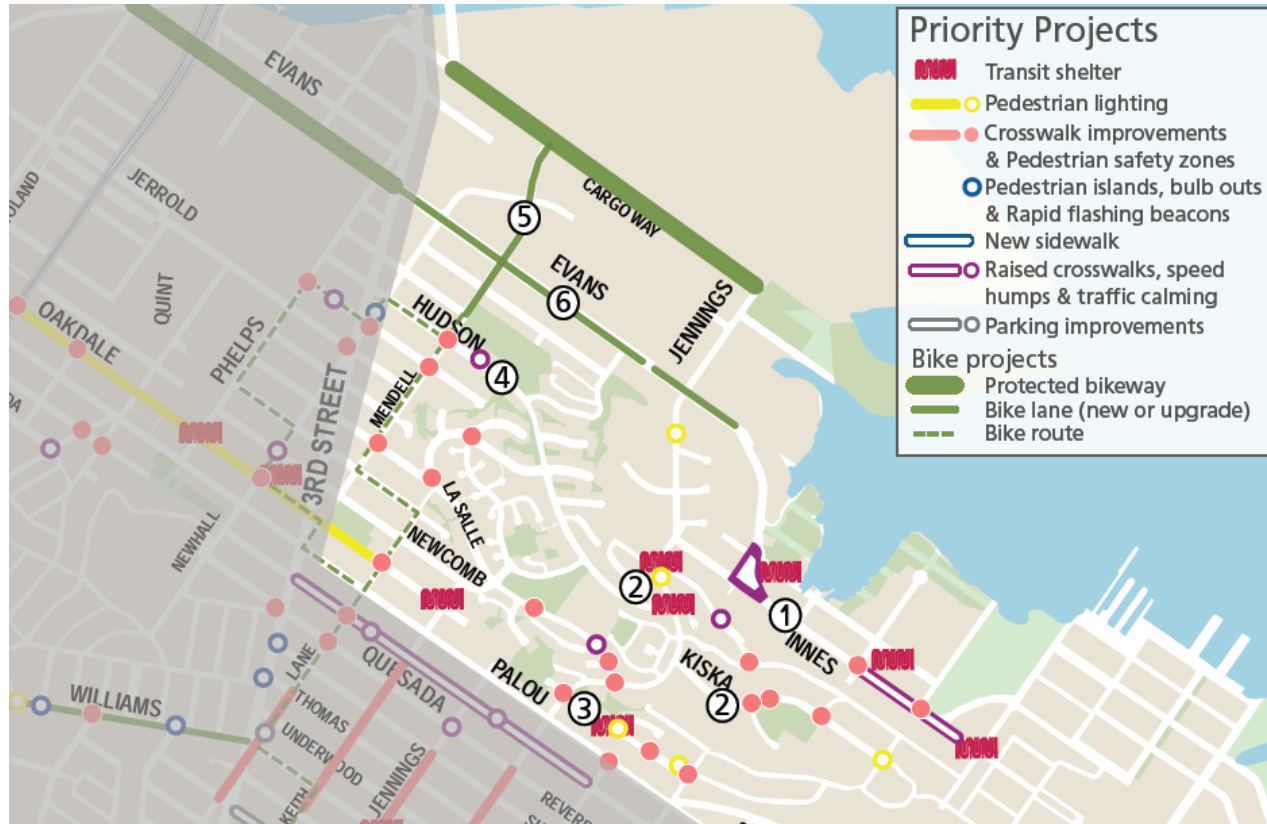 Priority Projects
Transit shelter
Pedestrian lighting
Crosswalk improvements
& Pedestrian safety zones
Pedestrian islands, bulb outs
& Rapid flashing beacons
New sidewalk
Raised crosswalks, speed
humps & traffic calming
Parking improvements
Bike projects
Protected bikeway
Bike lane (new or upgrade)
Bike route
EVANS
JERROLD
CARGO WAY
5
QUINT
EVANS
6
OAKDALE
PHELPS
HUDSON
JENNINGS
4
MENDELL
3RD STREET
LA SALLE
NEWHALL
NEWCOMB
2
1
INNES
KISKA
2
PALOU
3
QUESADA
LANE
WILLIAMS
THOMAS
UNDERWOOD
JENNINGS
KEITH
REVERE